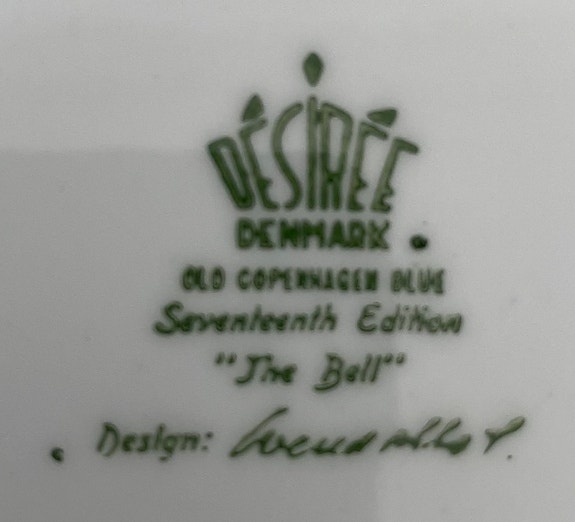 DÉSIRÉE
DENMARK
OLD COPENHAGEN BLUE
Seventeenth Edition
"The Bell"
Design: